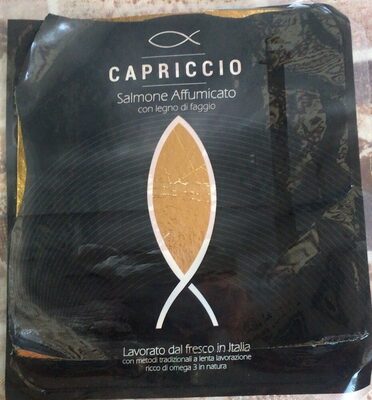 CAPRICCIO
Salmone Affumicato
con legno di faggio
Lavorato dal fresco in Italia
con metodi tradizionali a lenta lavorazione
ricco di omega 3 in natura